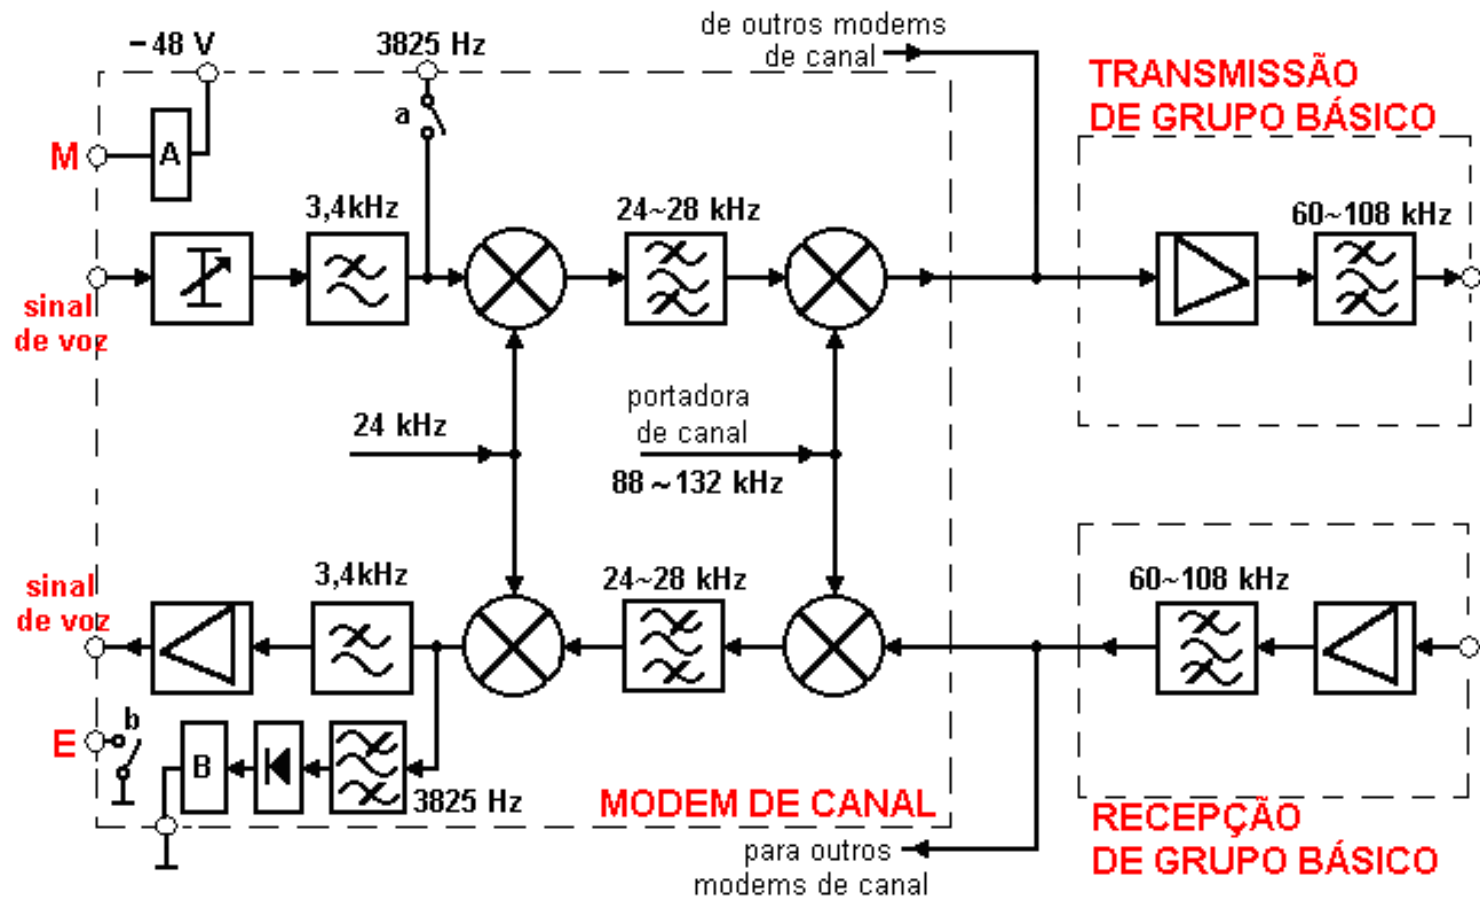 de outros modems
de canal
− 48 V
3825 Hz
TRANSMISSÃO
DE GRUPO BÁSICO
a
M
A
3,4kHz
24~28 kHz
60~108 kHz
sinal
de voz
24 kHz
portadora
de canal
88 ~ 132 kHz
sinal
de voz
3,4kHz
24~28 kHz
60~108 kHz
E
b
B
3825 Hz
MODEM DE CANAL
RECEPÇÃO
DE GRUPO BÁSICO
para outros
modems de canal